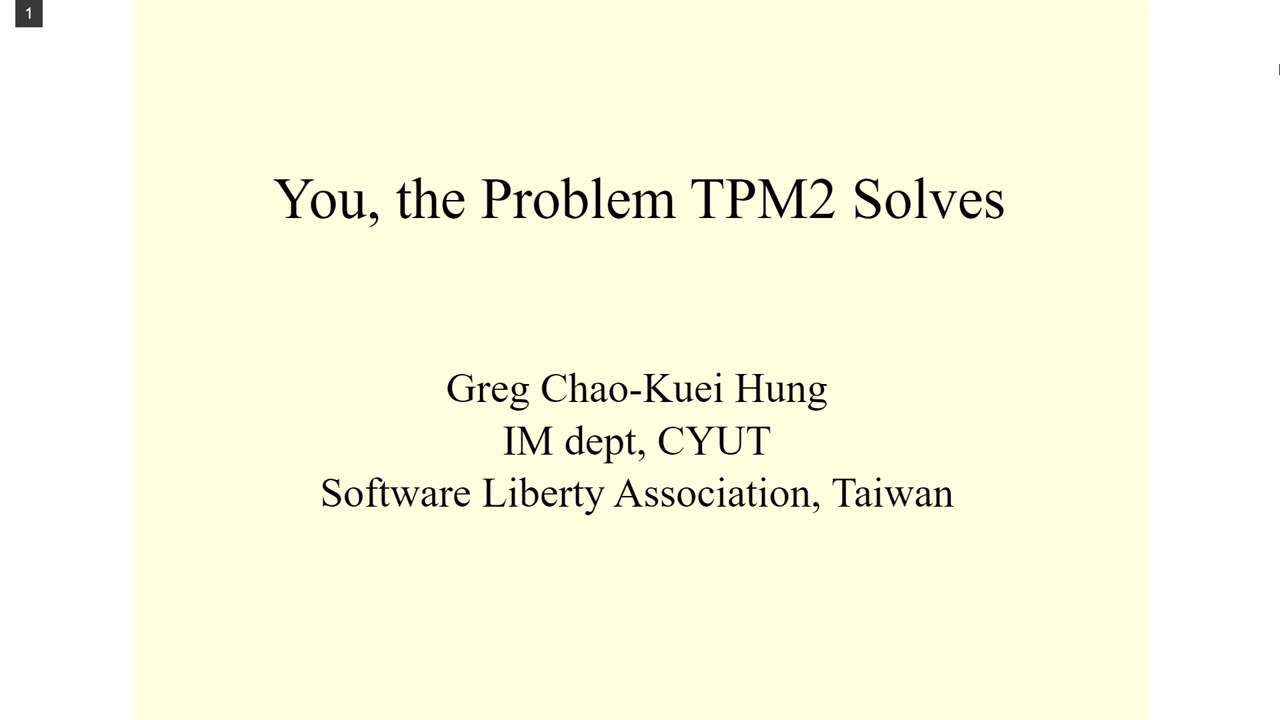 1
You, the Problem TPM2 Solves
Greg Chao-Kuei Hung
IM dept, CYUT
Software Liberty Association, Taiwan